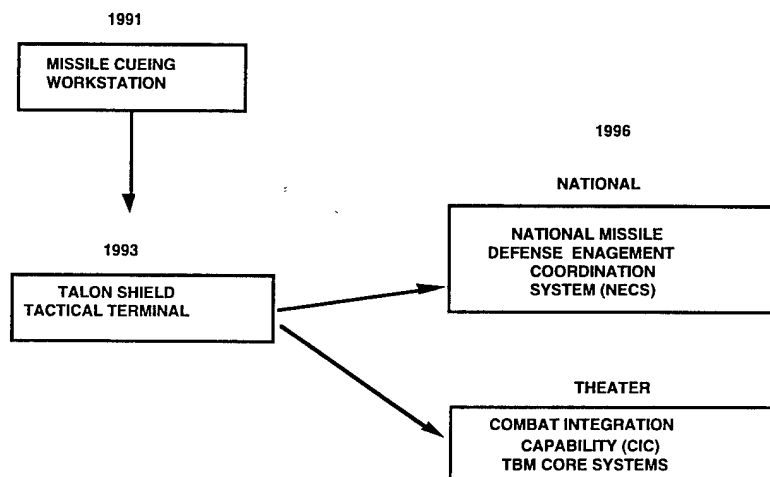 1991
MISSILE CUEING
WORKSTATION
1993
TALON SHIELD
TACTICAL TERMINAL
1996
NATIONAL
NATIONAL MISSILE
DEFENSE ENAGEMENT
COORDINATION
SYSTEM (NECS)
THEATER
COMBAT INTEGRATION
CAPABILITY (CIC)
TBM CORE SYSTEMS